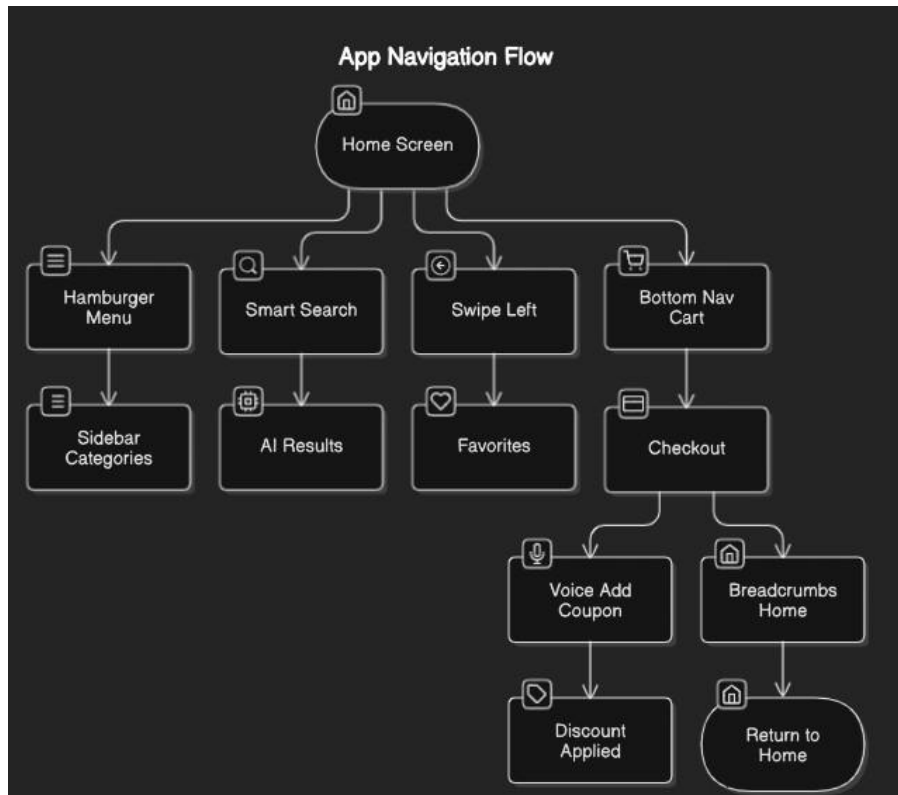 App Navigation Flow
Home Screen
Hamburger
Menu
Smart Search
Swipe Left
Bottom Nav
Cart
Sidebar
Categories
AI Results
Favorites
Checkout
Voice Add
Coupon
Breadcrumbs
Home
Discount
Applied
Return to
Home